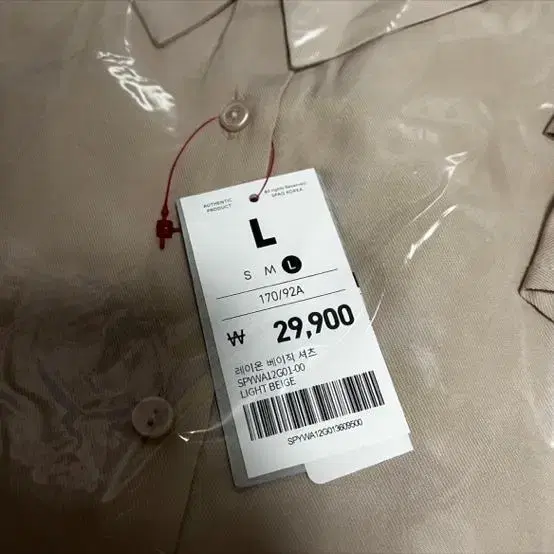 AUTHENTIC
PRODUCT
All rights Reserved.
SPAO KOREA
L
S M L
170/92A
₩ 29,900
레이온 베이직 셔츠
SPYWA12G01-00
LIGHT BEIGE
SPYWA12G013609500